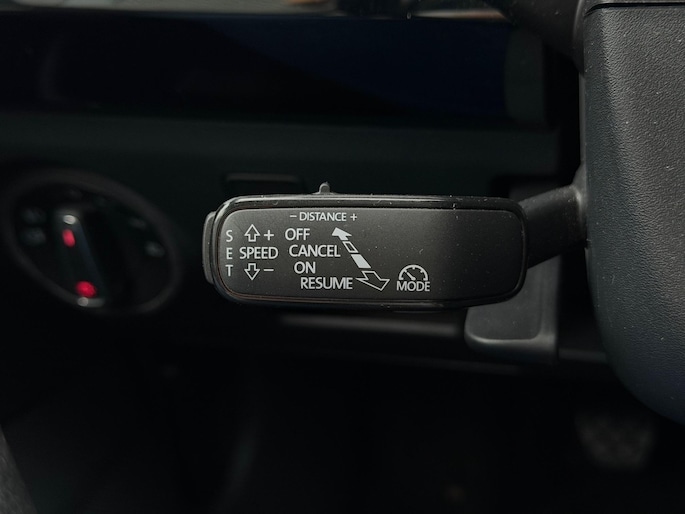 - DISTANCE +
S + OFF
E SPEED CANCEL
T - ON
RESUME
MODE